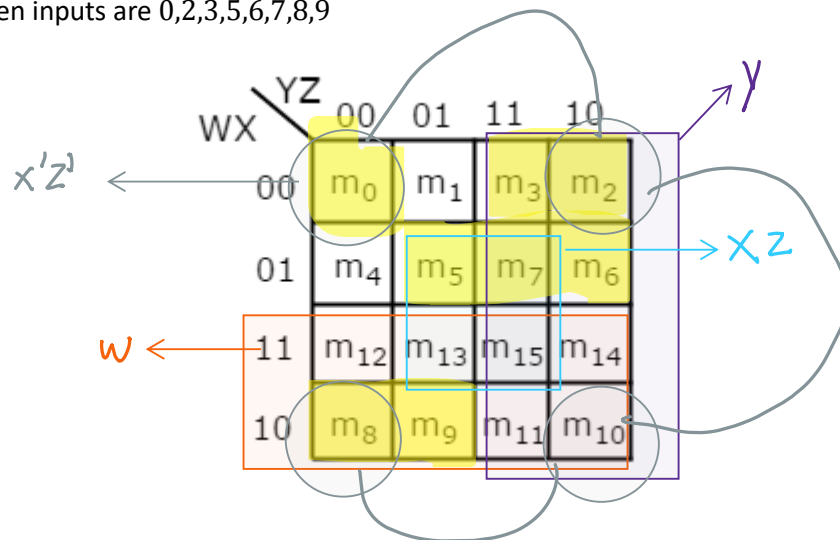 en inputs are 0,2,3,5,6,7,8,9
YZ
WX
00 01 11 10
y
x'z'
00 m₀ m₁ m₃ m₂
01 m₄ m₅ m₇ m₆
x z
w
11 m₁₂ m₁₃ m₁₅ m₁₄
10 m₈ m₉ m₁₁ m₁₀